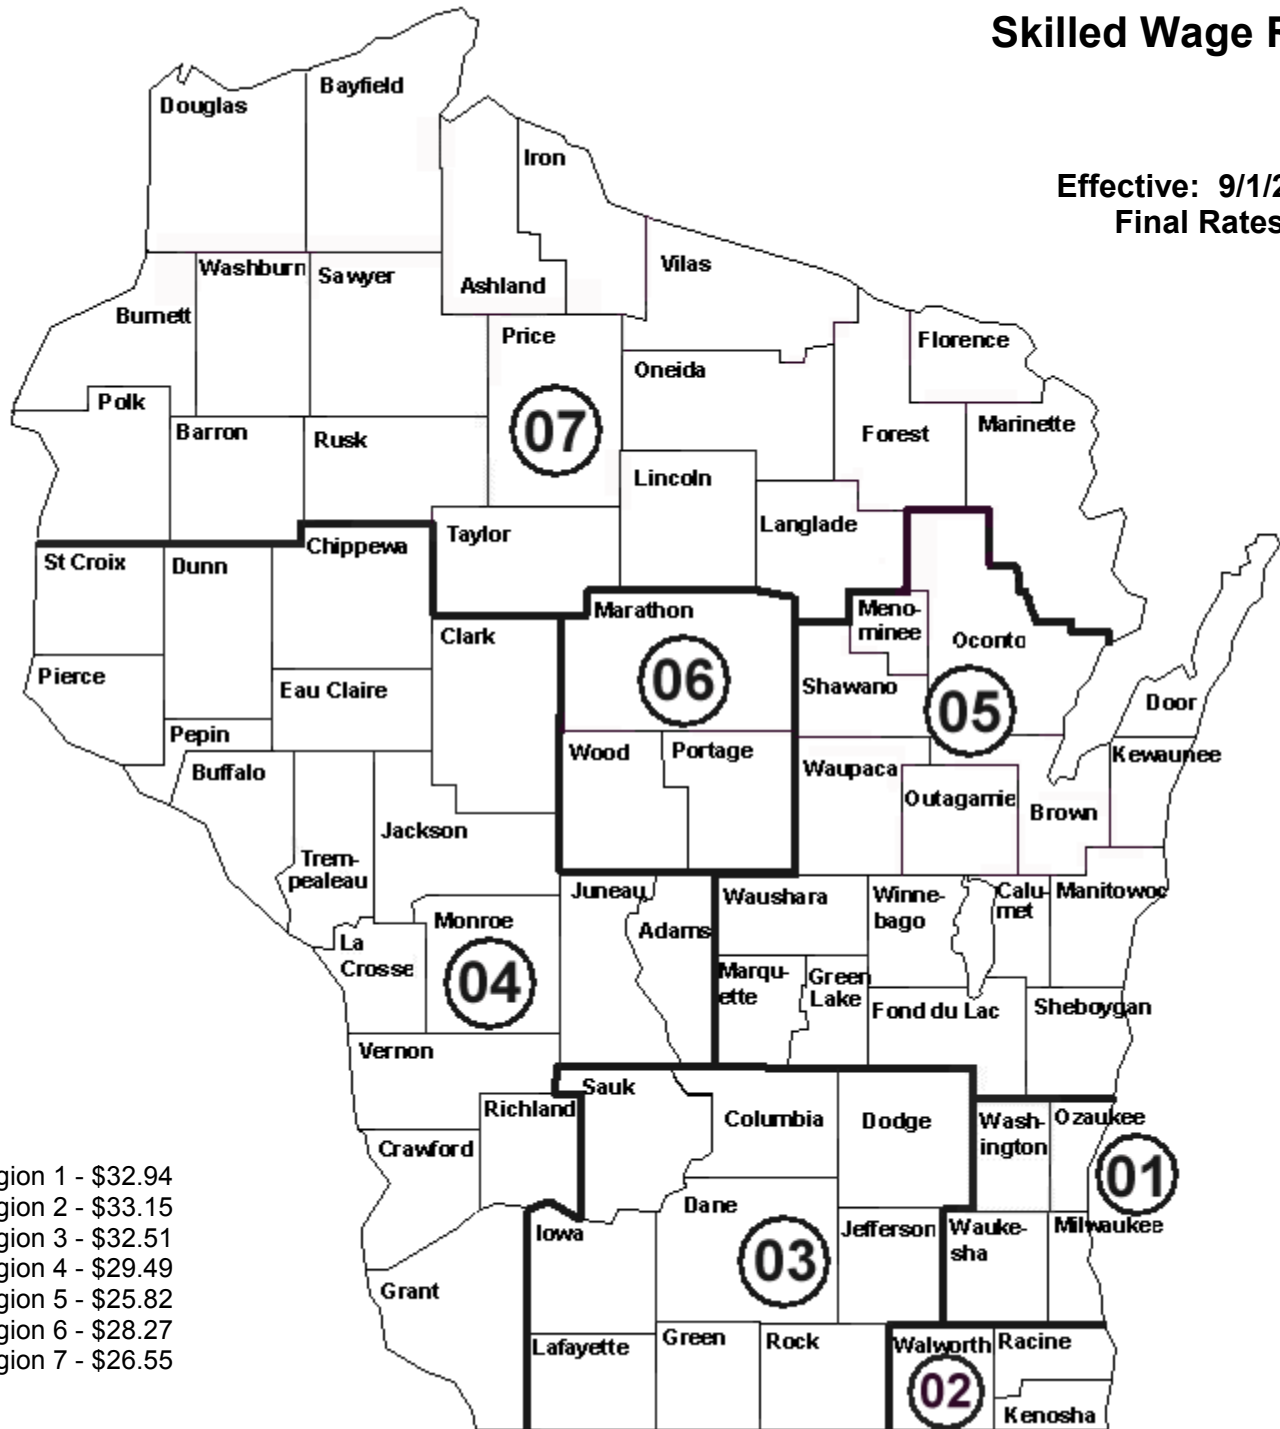 Skilled Wage R
Effective: 9/1/2
Final Rates
Douglas
Bayfield
Iron
Vilas
Washburn
Sawyer
Ashland
Burnett
Price
Florence
Oneida
Polk
Barron
Rusk
07
Forest
Marinette
Lincoln
Langlade
Taylor
Chippewa
St Croix
Dunn
Marathon
Meno-
minee
Oconto
Clark
06
Pierce
Eau Claire
Shawano
05
Door
Pepin
Buffalo
Wood
Portage
Waupaca
Kewaunee
Outagamie
Brown
Jackson
Trem-
pealeau
Juneau
Adams
Waushara
Winne-
bago
Calu-
met
Manitowoc
Monroe
La
Crosse
04
Marqu-
ette
Green
Lake
Fond du Lac
Sheboygan
Vernon
Sauk
Richland
Columbia
Dodge
Wash-
ington
Ozaukee
Crawford
01
Dane
Iowa
Jefferson
Wauke-
sha
Milwaukee
03
Grant
Lafayette
Green
Rock
Walworth
Racine
02
Kenosha
gion 1 - $32.94
gion 2 - $33.15
gion 3 - $32.51
gion 4 - $29.49
gion 5 - $25.82
gion 6 - $28.27
gion 7 - $26.55